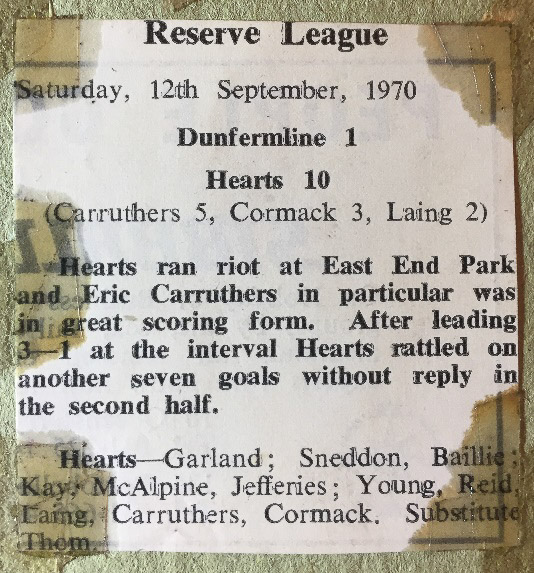 Reserve League
Saturday, 12th September, 1970
Dunfermline 1
Hearts 10
(Carruthers 5, Cormack 3, Laing 2)
Hearts ran riot at East End Park
and Eric Carruthers in particular was
in great scoring form. After leading
3—1 at the interval Hearts rattled on
another seven goals without reply in
the second half.
Hearts—Garland; Sneddon, Baillie;
Kay, McAlpine, Jefferies; Young, Reid,
Laing, Carruthers, Cormack. Substitute
Thom